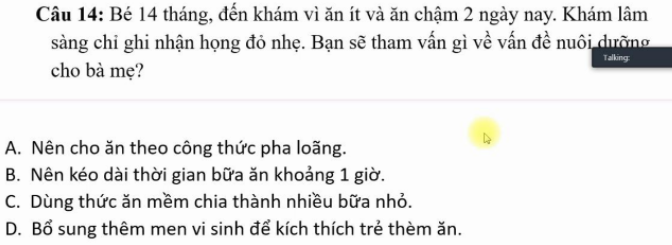 Câu 14: Bé 14 tháng, đến khám vì ăn ít và ăn chậm 2 ngày nay. Khám lâm
sàng chỉ ghi nhận họng đỏ nhẹ. Bạn sẽ tham vấn gì về vấn đề nuôi dưỡng
Talking:
cho bà mẹ?
A. Nên cho ăn theo công thức pha loãng.
B. Nên kéo dài thời gian bữa ăn khoảng 1 giờ.
C. Dùng thức ăn mềm chia thành nhiều bữa nhỏ.
D. Bổ sung thêm men vi sinh để kích thích trẻ thèm ăn.